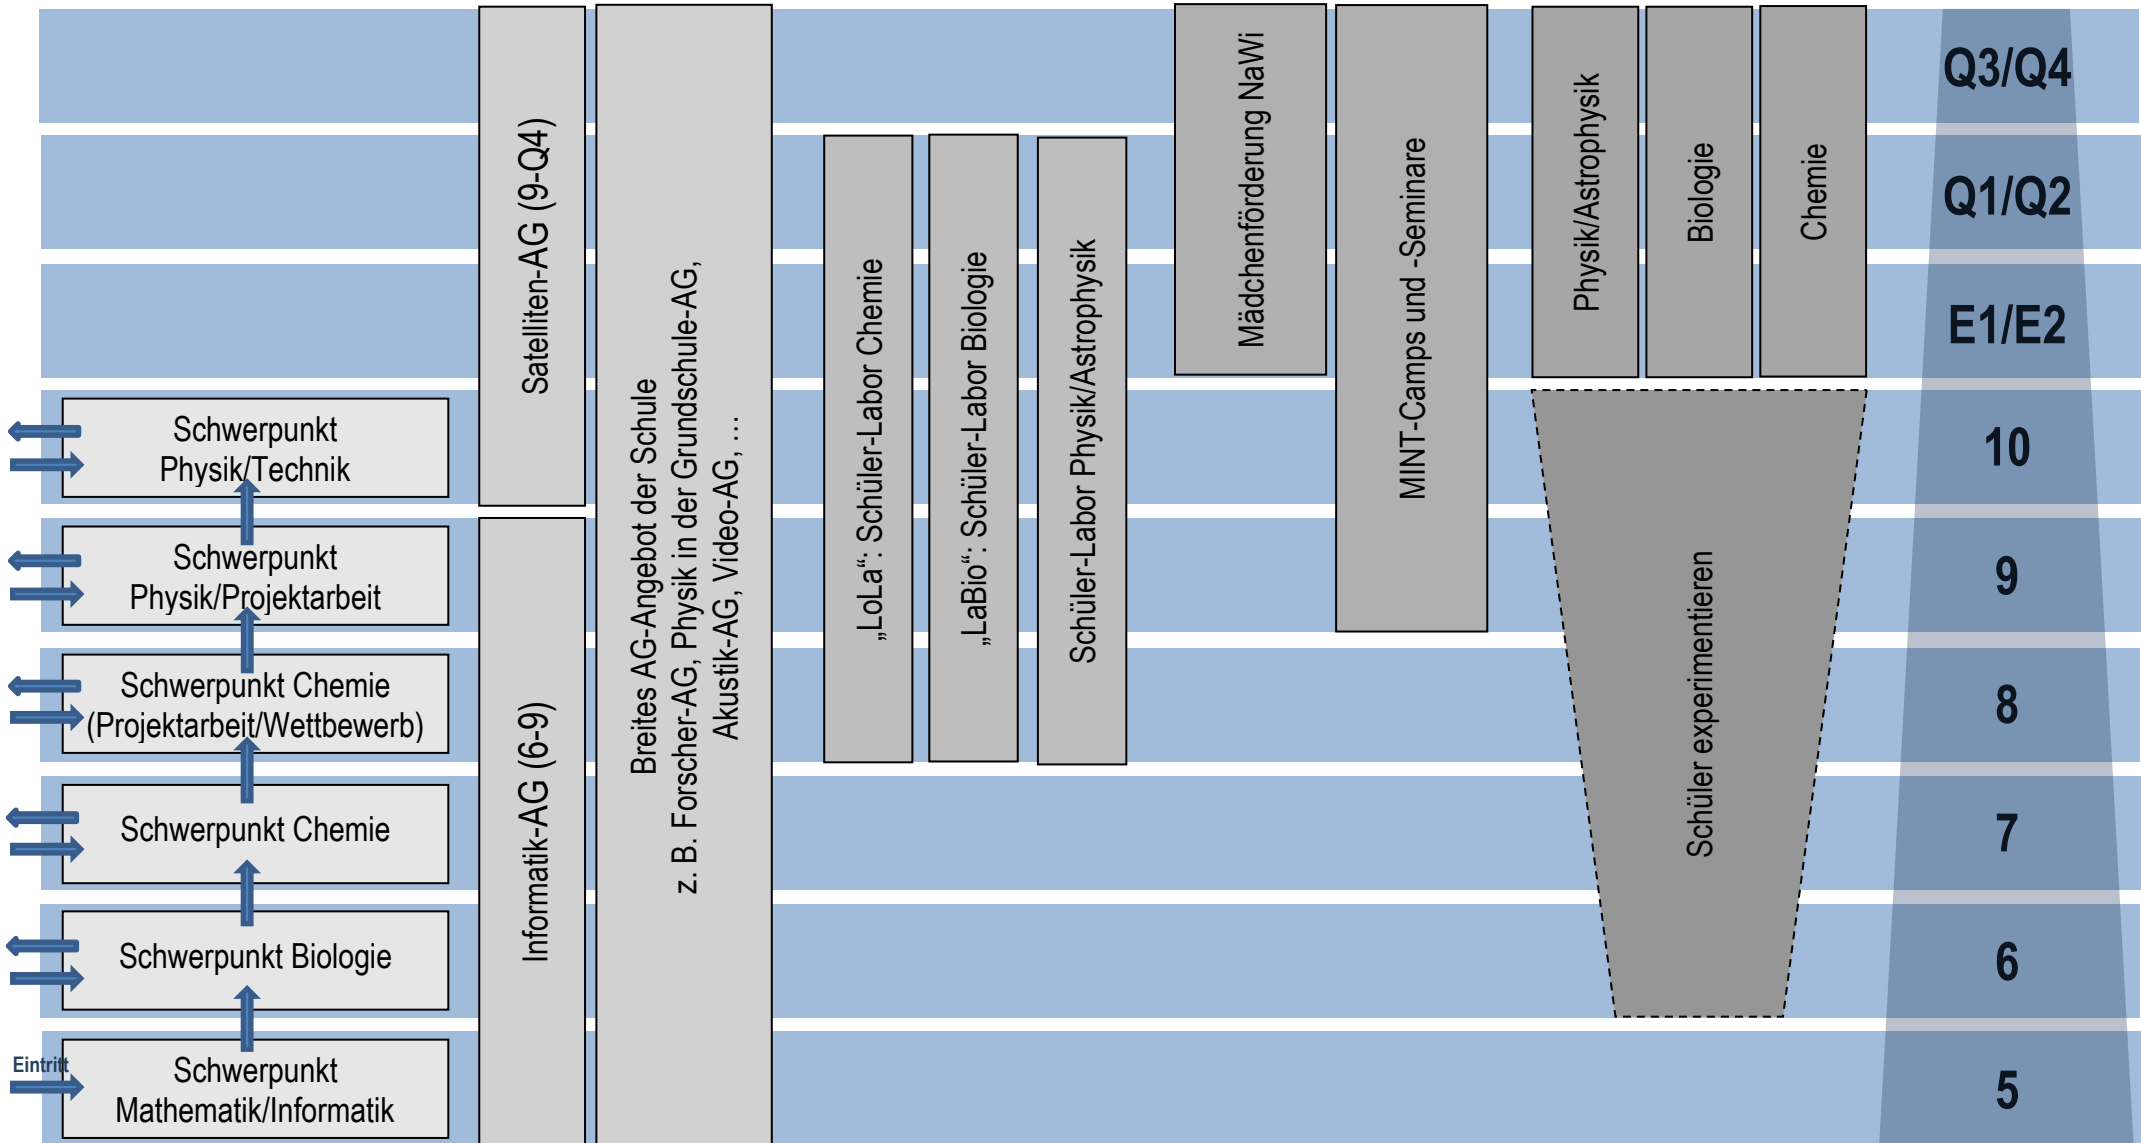 Q3/Q4
Q1/Q2
E1/E2
10
9
8
7
6
5
Schwerpunkt
Physik/Technik
Schwerpunkt
Physik/Projektarbeit
Schwerpunkt Chemie
(Projektarbeit/Wettbewerb)
Schwerpunkt Chemie
Schwerpunkt Biologie
Eintritt
Schwerpunkt
Mathematik/Informatik
Satelliten-AG (9-Q4)
Informatik-AG (6-9)
Breites AG-Angebot der Schule
z. B. Forscher-AG, Physik in der Grundschule-AG,
Akustik-AG, Video-AG, …
„LoLa“: Schüler-Labor Chemie
„LaBio“: Schüler-Labor Biologie
Schüler-Labor Physik/Astrophysik
Mädchenförderung NaWi
MINT-Camps und -Seminare
Physik/Astrophysik
Biologie
Chemie
Schüler experimentieren